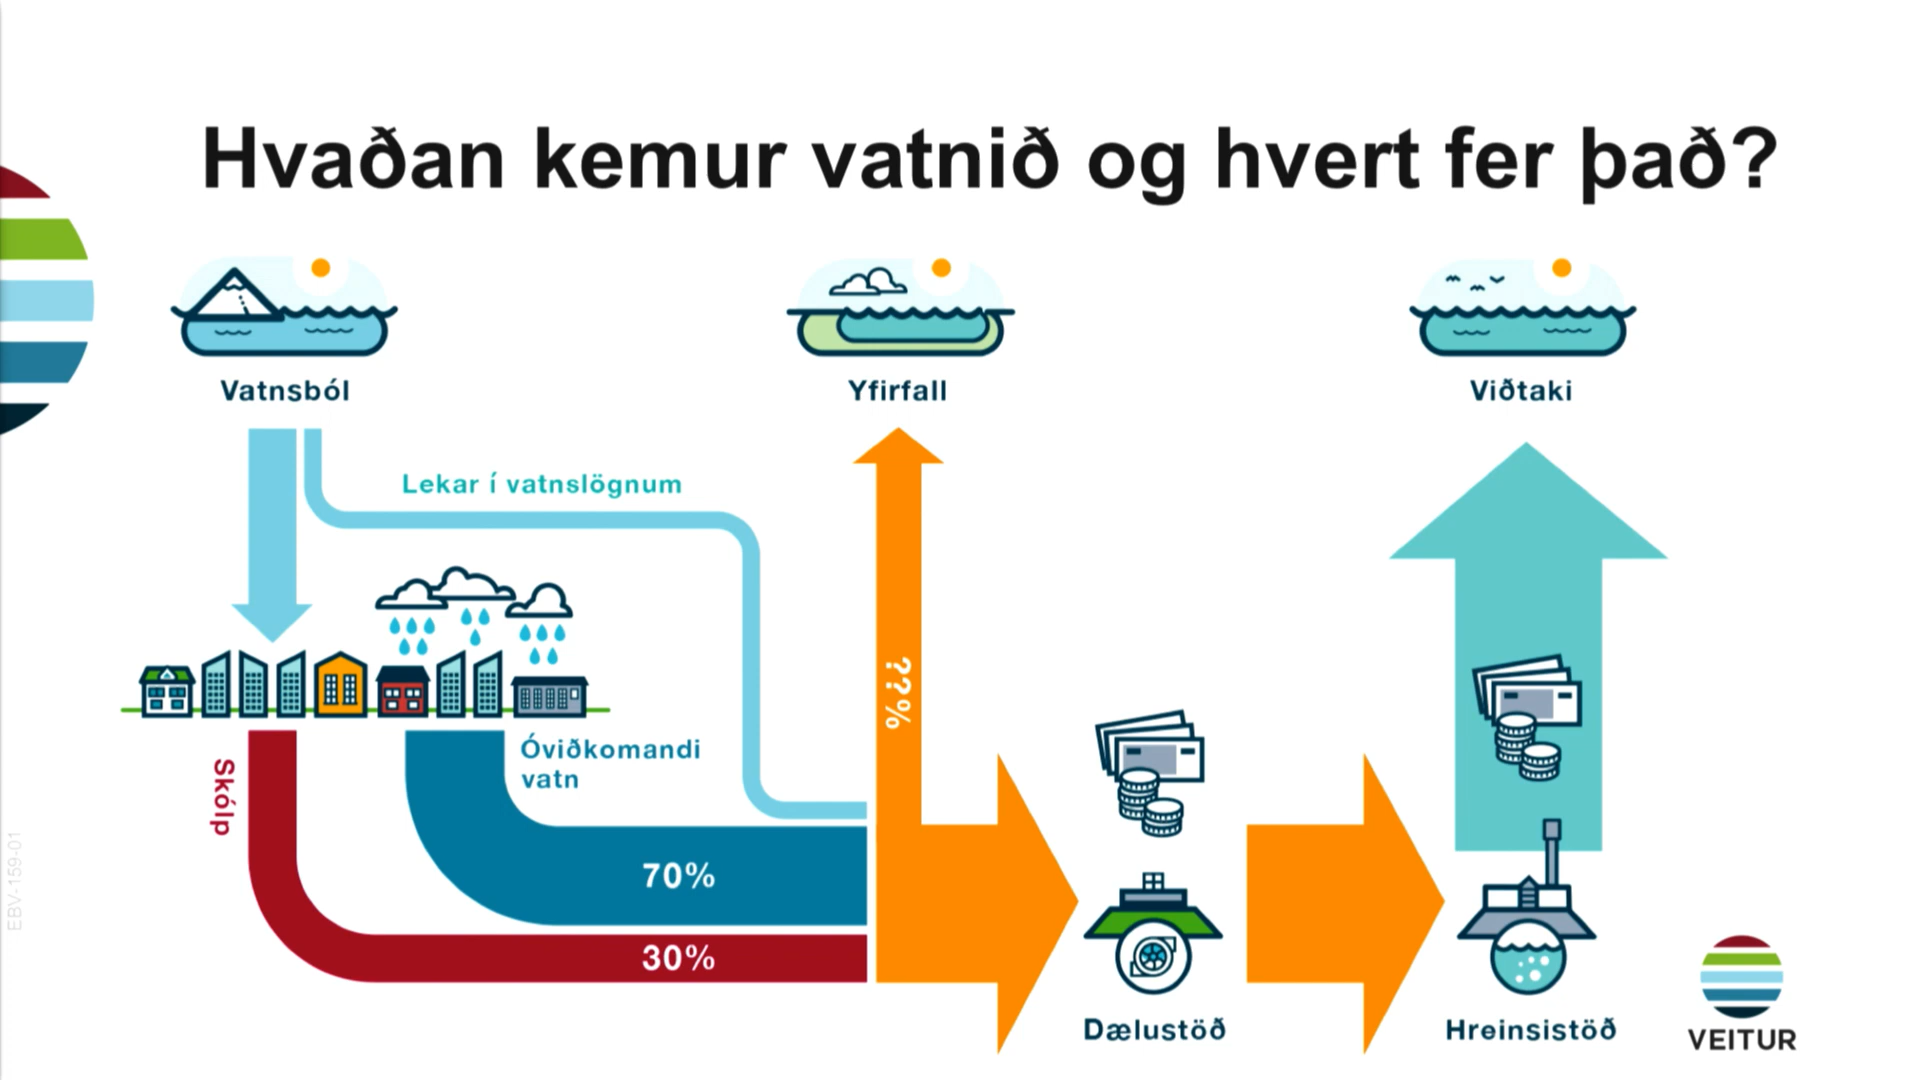 Hvaðan kemur vatnið og hvert fer það?
Vatnsból
Yfirfall
Viðtaki
Lekar í vatnslögnum
Óviðkomandi
vatn
Skólp
70%
30%
%??
Dælustöð
Hreinsistöð
VEITUR
EBV-159-01